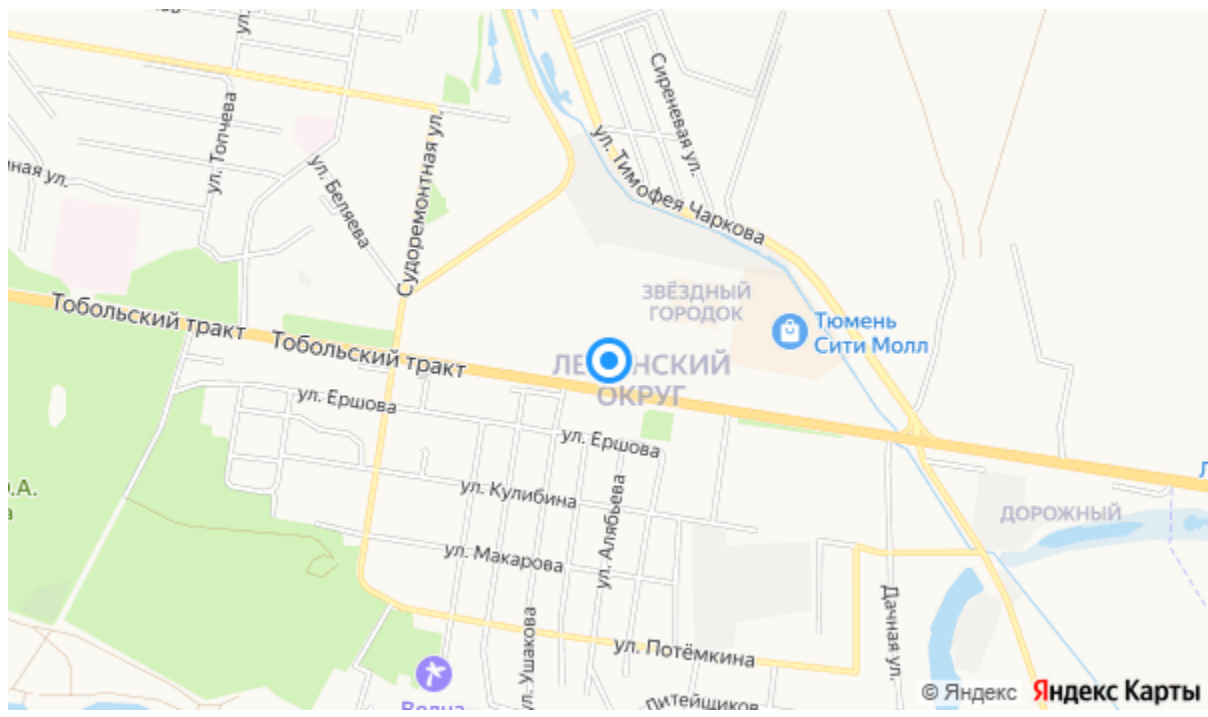 ул.
Сиреневая ул.
ул. Топчева
Судоремонтная ул.
ул. Тимофея Чаркова
ул. Беляева
ул.
ЗВЁЗДНЫЙ
ГОРОДОК
Тюмень
Сити Молл
Тобольский тракт
Тобольский тракт
ОКРУГ
ул. Ершова
ул. Ершова
ул. Кулибина
ул. Алябьева
ДОРОЖНЫЙ
ул. Макарова
ул. Ушакова
Дачная ул.
ул. Потёмкина
© Яндекс
Яндекс Карты